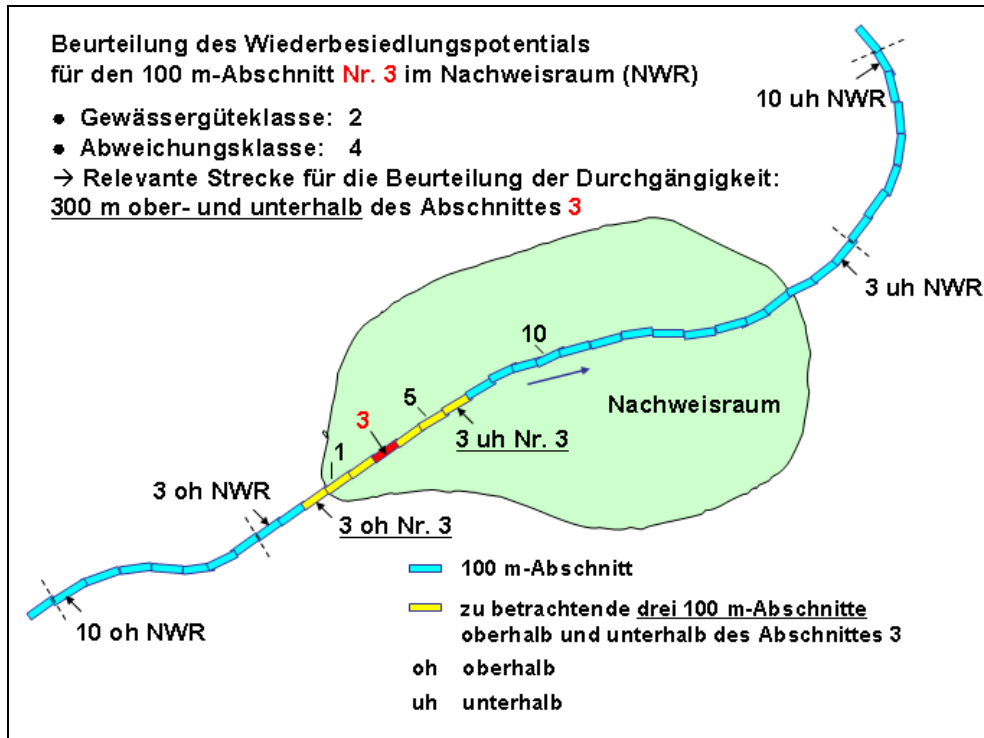 Beurteilung des Wiederbesiedlungspotentials
für den 100 m-Abschnitt Nr. 3 im Nachweisraum (NWR)
● Gewässergüteklasse: 2
● Abweichungsklasse: 4
→ Relevante Strecke für die Beurteilung der Durchgängigkeit:
300 m ober- und unterhalb des Abschnittes 3
10 uh NWR
3 uh NWR
10
5
Nachweisraum
3
3 uh Nr. 3
1
3 oh NWR
3 oh Nr. 3
10 oh NWR
100 m-Abschnitt
zu betrachtende drei 100 m-Abschnitte
oberhalb und unterhalb des Abschnittes 3
oh oberhalb
uh unterhalb